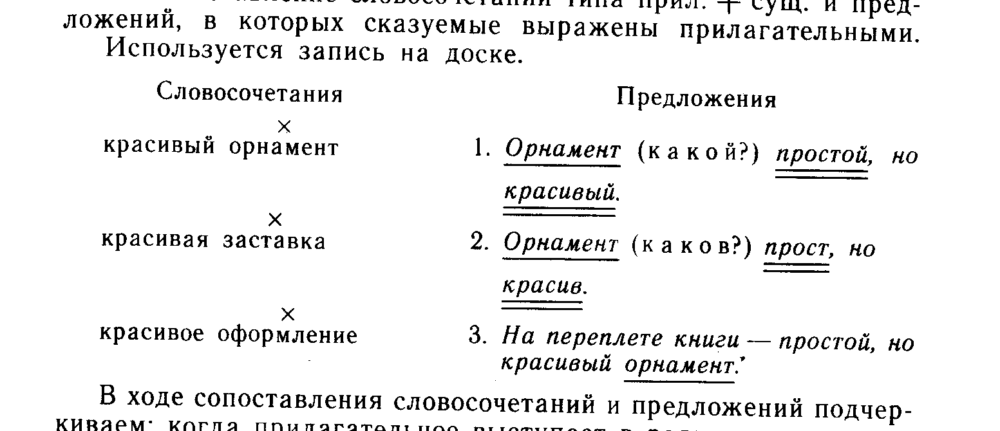 словосочетаний типа прил. + сущ. и пред-
ложений, в которых сказуемые выражены прилагательными.
Используется запись на доске.
Словосочетания
Предложения
×
красивый орнамент
1. Орнамент (какой?) простой, но
красивый.
×
красивая заставка
2. Орнамент (каков?) прост, но
красив.
×
красивое оформление
3. На переплете книги — простой, но
красивый орнамент.
В ходе сопоставления словосочетаний и предложений подчер-
киваем: когда прилагательное выступает в